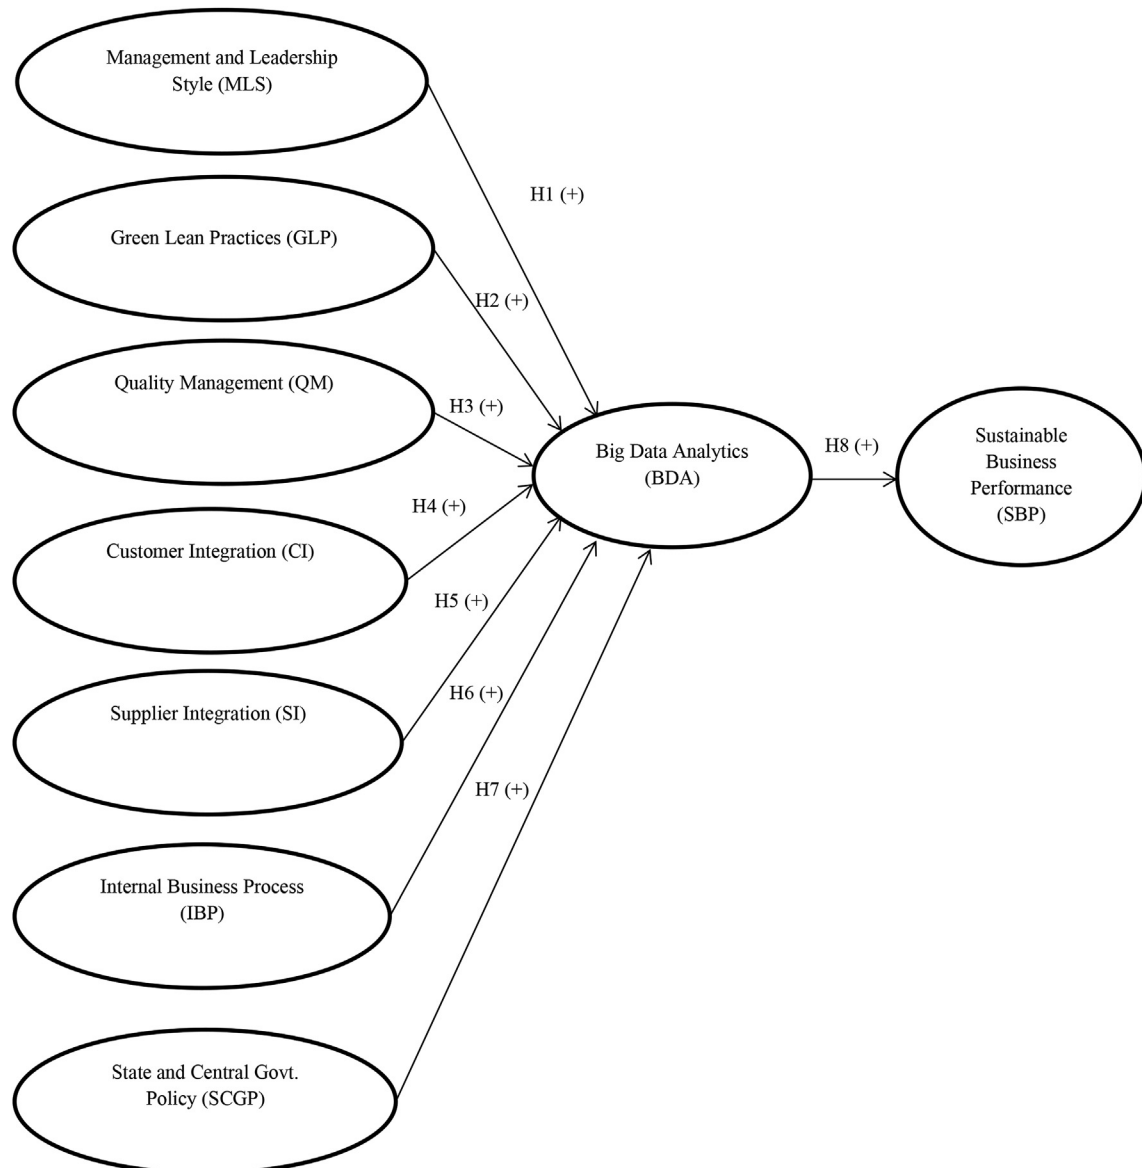 Management and Leadership
Style (MLS)
H1 (+)
Green Lean Practices (GLP)
H2 (+)
Quality Management (QM)
H3 (+)
Big Data Analytics
(BDA)
H8 (+)
Sustainable
Business
Performance
(SBP)
H4 (+)
Customer Integration (CI)
H5 (+)
Supplier Integration (SI)
H6 (+)
H7 (+)
Internal Business Process
(IBP)
State and Central Govt.
Policy (SCGP)